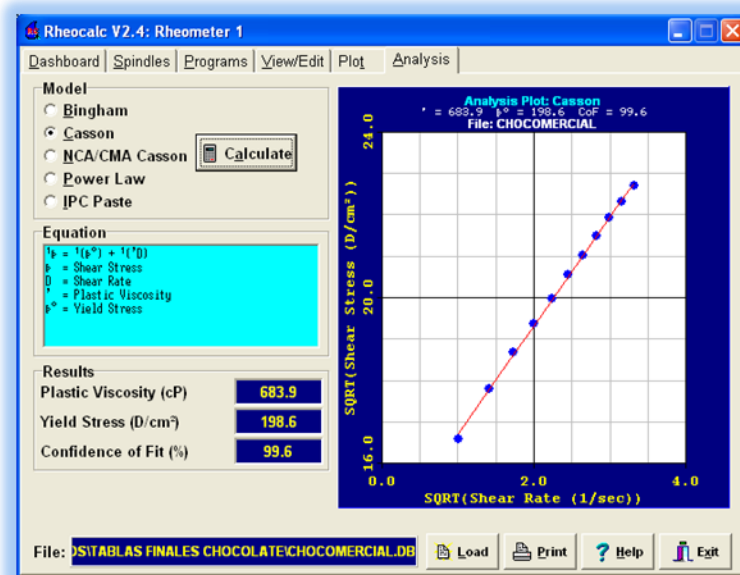 Rheocalc V2.4: Rheometer 1
Dashboard Spindles Programs View/Edit Plot Analysis
Model
Bingham
Casson
NCA/CMA Casson
Power Law
IPC Paste
Calculate
Equation
= Shear Stress
D = Shear Rate
' = Plastic Viscosity
= Yield Stress
Results
Plastic Viscosity (cP) 683.9
Yield Stress (D/cm²) 198.6
Confidence of Fit (%) 99.6
Analysis Plot: Casson
' = 683.9 = 198.6 CoF = 99.6
File: CHOCOMERCIAL
SQRT(Shear Stress (D/cm²))
24.0
20.0
16.0
0.0 2.0 4.0
SQRT(Shear Rate (1/sec))
File: OS\TABLAS FINALES CHOCOLATE\CHOCOMERCIAL.DB
Load Print Help Exit